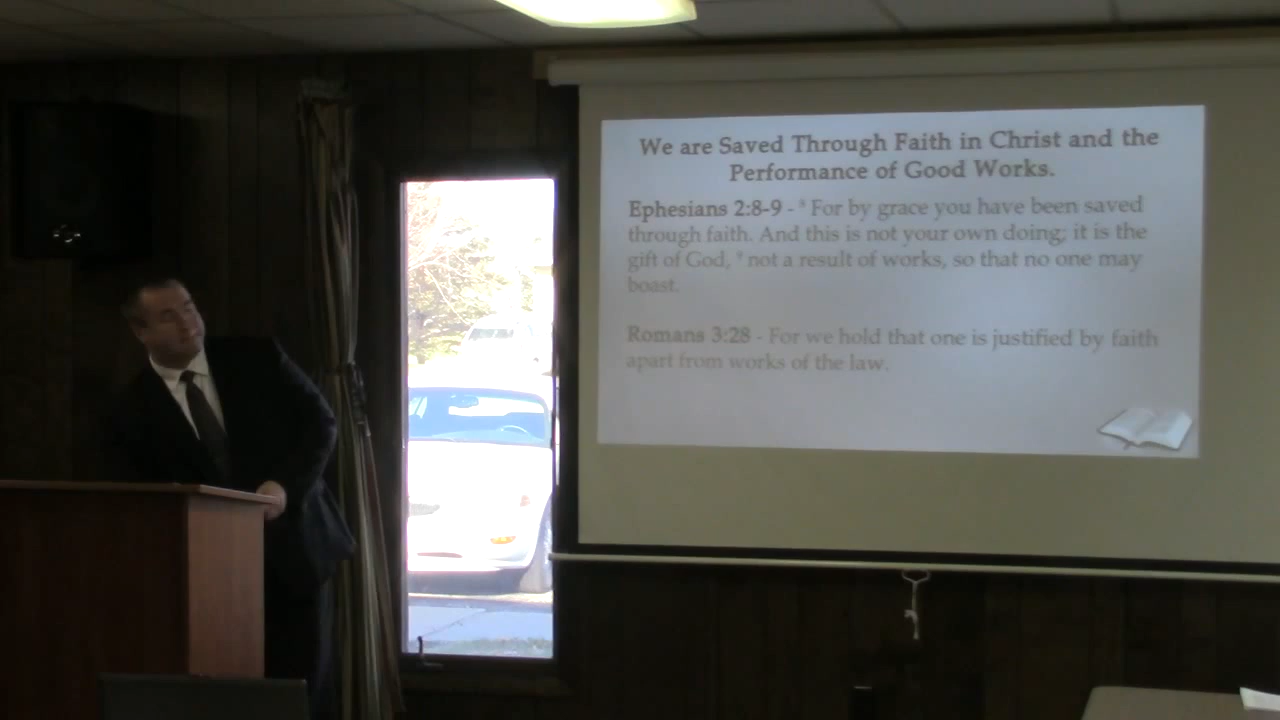 We are Saved Through Faith in Christ and the
Performance of Good Works.
Ephesians 2:8-9 - ⁸ For by grace you have been saved
through faith. And this is not your own doing; it is the
gift of God, ⁹ not a result of works, so that no one may
boast.
Romans 3:28 - For we hold that one is justified by faith
apart from works of the law.